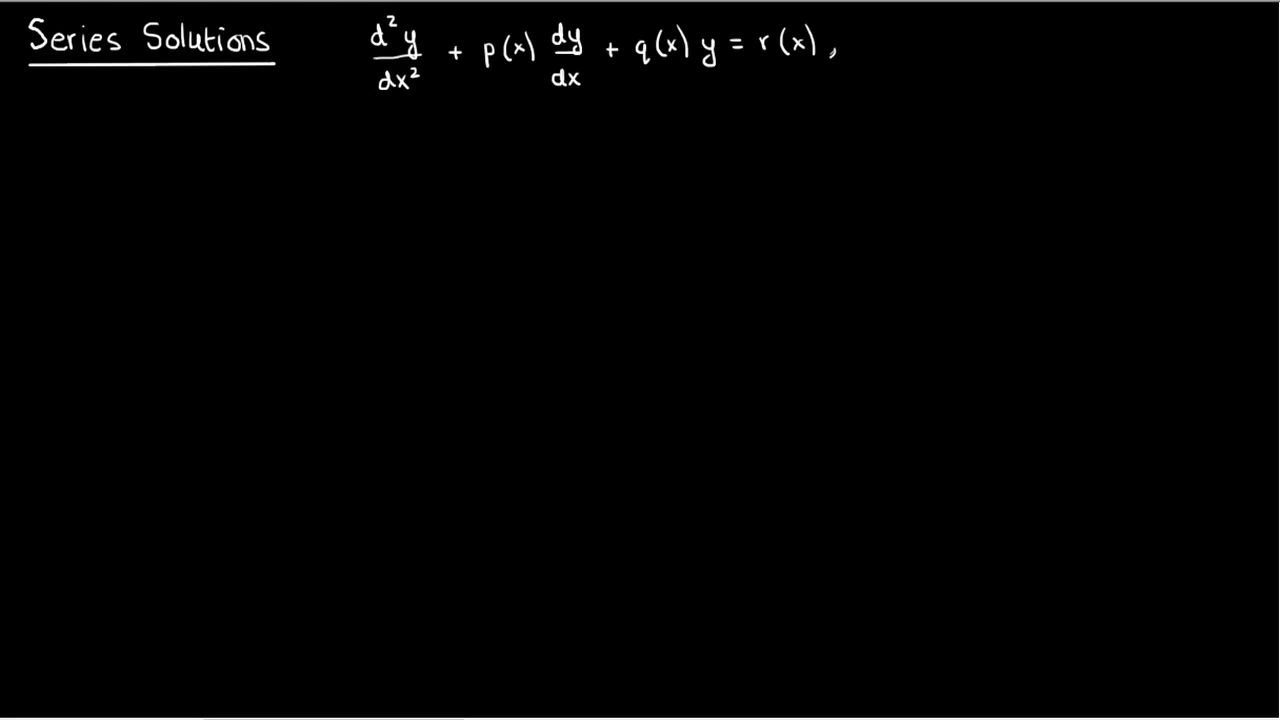 Series Solutions d²y/dx² + p(x) dy/dx + q(x) y = r(x),